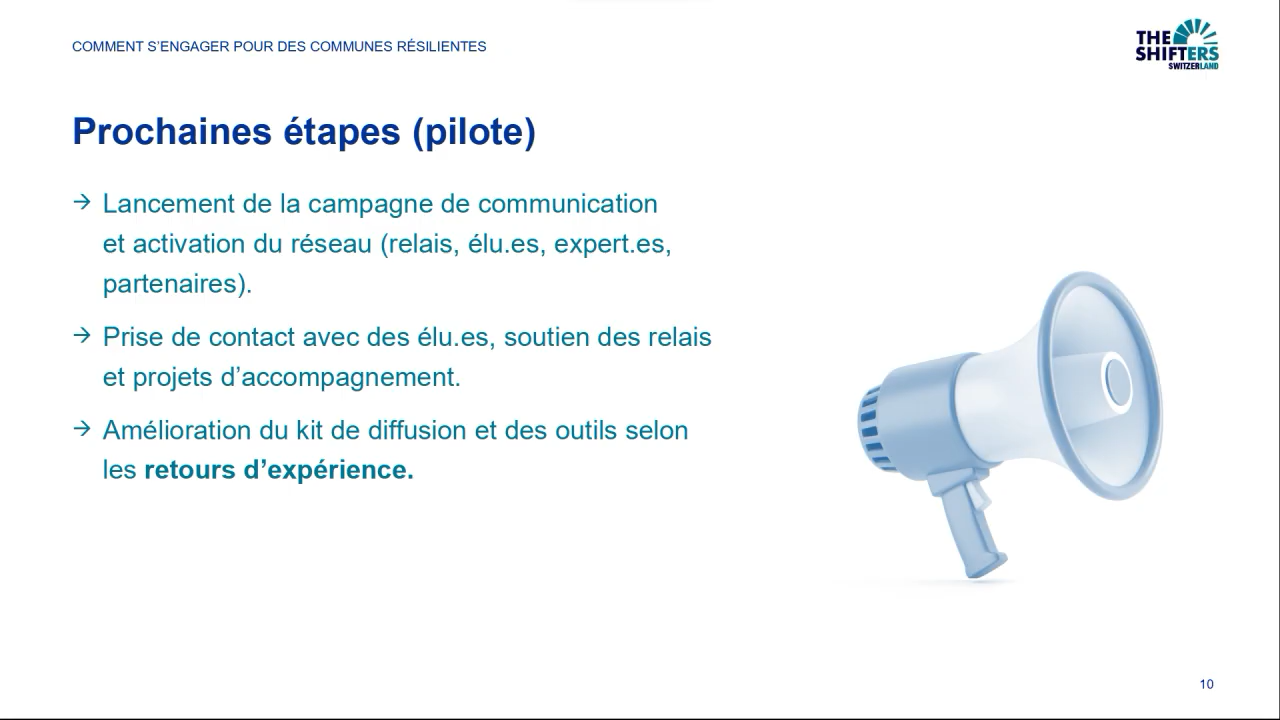 COMMENT S’ENGAGER POUR DES COMMUNES RÉSILIENTES
THE
SHIFTERS
SWITZERLAND
Prochaines étapes (pilote)
→ Lancement de la campagne de communication
et activation du réseau (relais, élu.es, expert.es,
partenaires).
→ Prise de contact avec des élu.es, soutien des relais
et projets d’accompagnement.
→ Amélioration du kit de diffusion et des outils selon
les retours d’expérience.
10